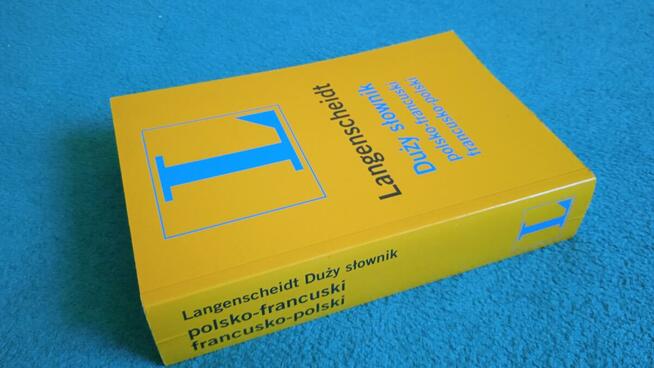 Langenscheidt
Duży słownik
polsko-francuski
francusko-polski
L
Langenscheidt Duży słownik
polsko-francuski
francusko-polski
L